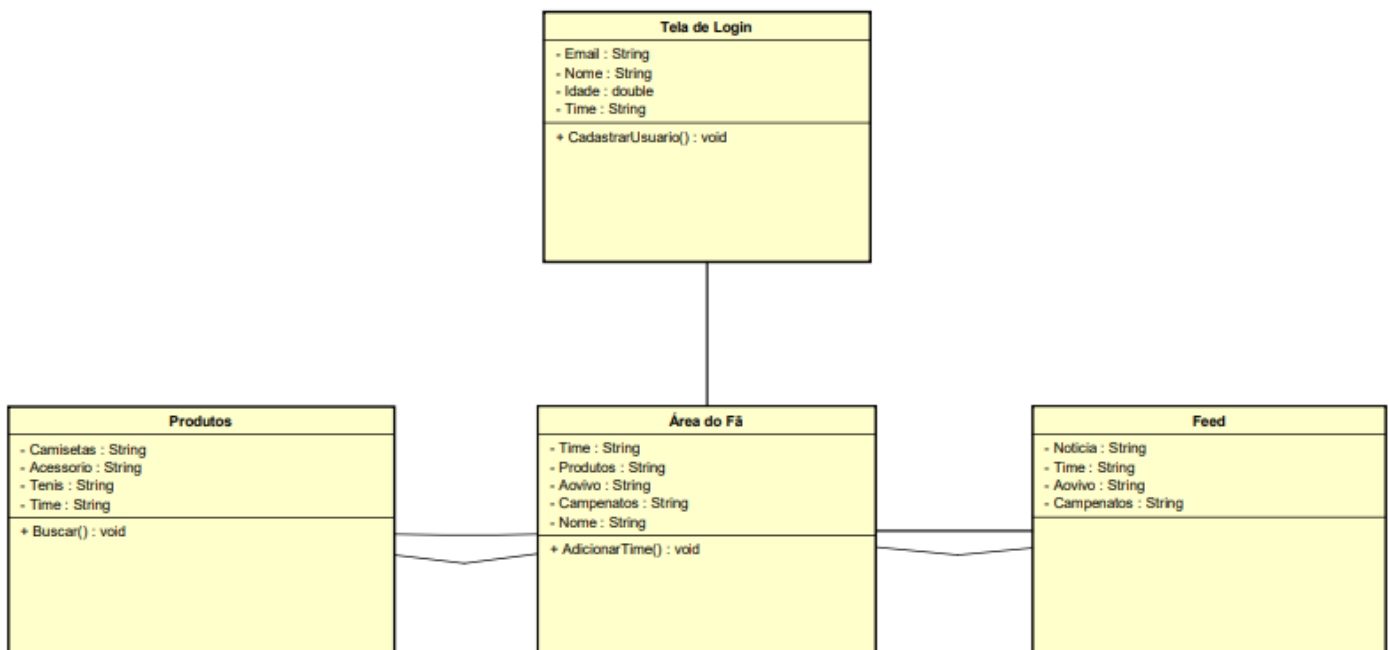 Tela de Login
- Email : String
- Nome : String
- Idade : double
- Time : String
+ CadastrarUsuario() : void
Produtos
- Camisetas : String
- Acessorio : String
- Tenis : String
- Time : String
+ Buscar() : void
Área do Fã
- Time : String
- Produtos : String
- Aovivo : String
- Campenatos : String
- Nome : String
+ AdicionarTime() : void
Feed
- Noticia : String
- Time : String
- Aovivo : String
- Campenatos : String